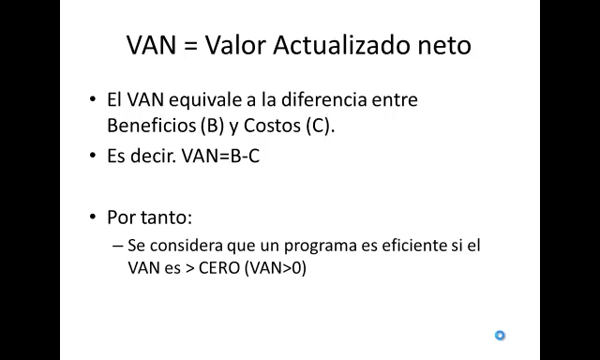 VAN = Valor Actualizado neto
• El VAN equivale a la diferencia entre
Beneficios (B) y Costos (C).
• Es decir. VAN=B-C
• Por tanto:
– Se considera que un programa es eficiente si el
VAN es > CERO (VAN>0)